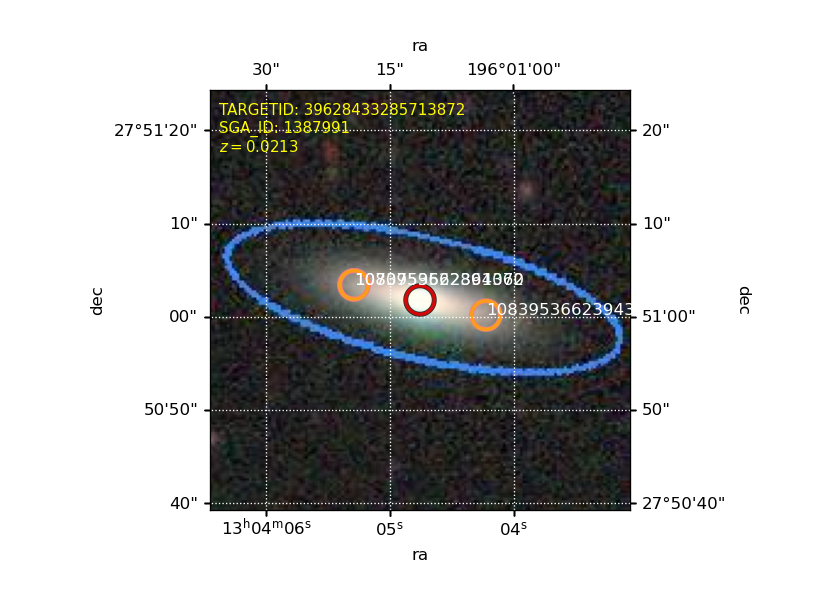 ra
30" 15" 196°01'00"
TARGETID: 39628433285713872
SGA_ID: 1387991
z = 0.0213
27°51'20" 20"
10" 10"
00" 51'00"
50'50" 50"
40" 27°50'40"
dec
dec
10839536623943
13ʰ04ᵐ06ˢ 05ˢ 04ˢ
ra